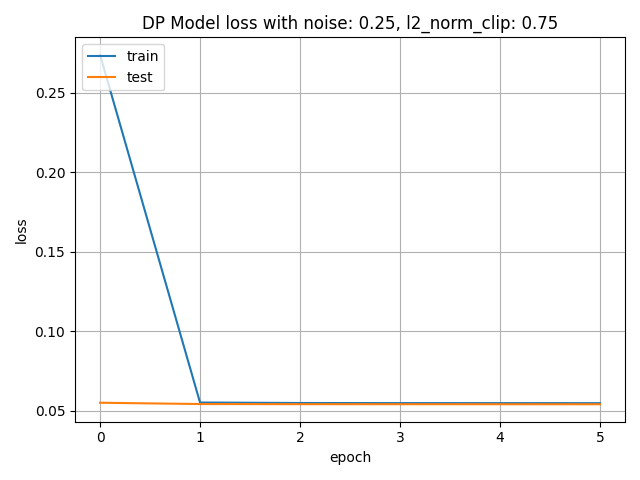 DP Model loss with noise: 0.25, l2_norm_clip: 0.75
train
test
0.25
0.20
0.15
0.10
0.05
loss
0 1 2 3 4 5
epoch